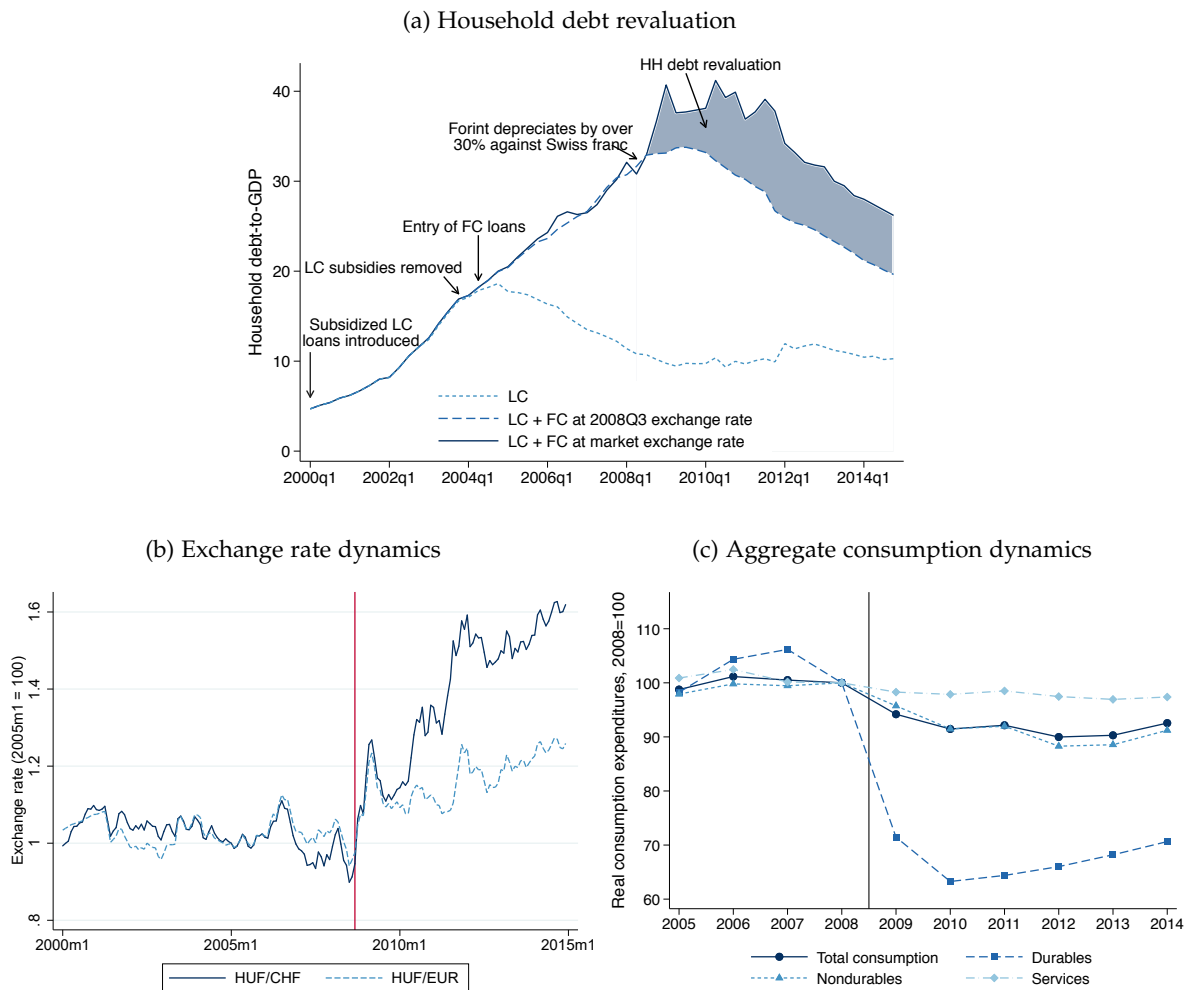 (a) Household debt revaluation
HH debt revaluation
Forint depreciates by over
30% against Swiss franc
Entry of FC loans
LC subsidies removed
Subsidized LC
loans introduced
Household debt-to-GDP
40
30
20
10
0
LC
LC + FC at 2008Q3 exchange rate
LC + FC at market exchange rate
2000q1 2002q1 2004q1 2006q1 2008q1 2010q1 2012q1 2014q1
(b) Exchange rate dynamics
Exchange rate (2005m1 = 100)
1.6
1.4
1.2
1
.8
2000m1 2005m1 2010m1 2015m1
HUF/CHF HUF/EUR
(c) Aggregate consumption dynamics
Real consumption expenditures, 2008=100
110
100
90
80
70
60
2005 2006 2007 2008 2009 2010 2011 2012 2013 2014
Total consumption Durables
Nondurables Services